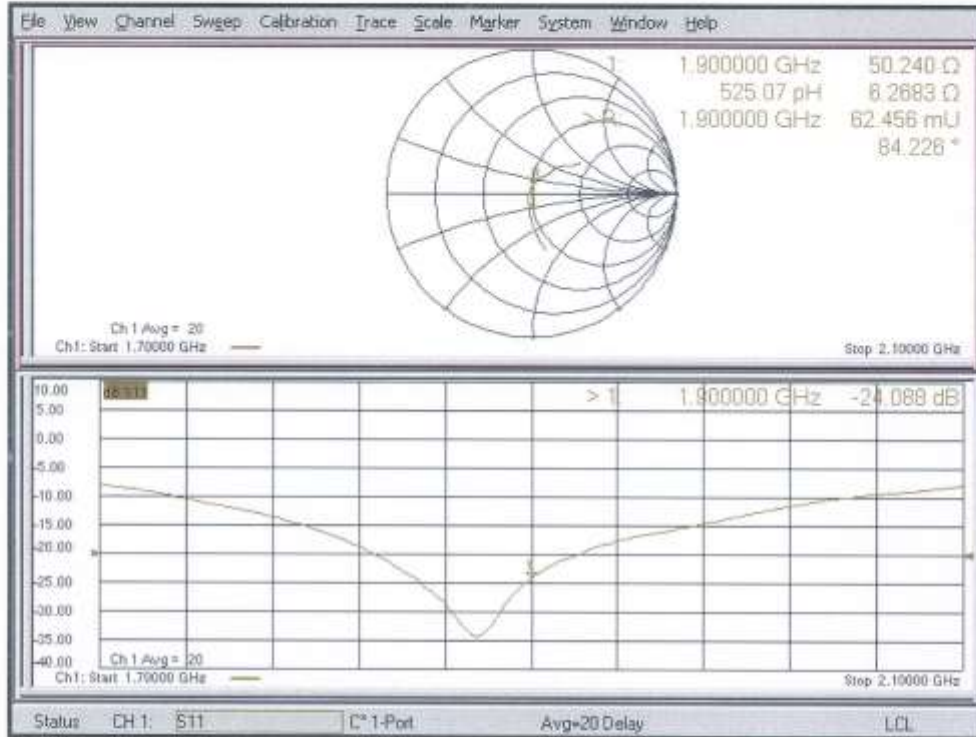 File View Channel Sweep Calibration Trace Scale Marker System Window Help
1 1.900000 GHz 50.240 Ω
525.07 pH 6.2683 Ω
> 2 1.900000 GHz 62.456 mU
84.226 °
Ch 1 Avg = 20
Ch1: Start 1.70000 GHz Stop 2.10000 GHz
10.00 dB S11 > 1 1.900000 GHz -24.088 dB
5.00
0.00
-5.00
-10.00
-15.00
-20.00
-25.00
-30.00
-35.00
-40.00
Ch 1 Avg = 20
Ch1: Start 1.70000 GHz Stop 2.10000 GHz
Status CH 1: S11 C* 1-Port Avg=20 Delay LCL